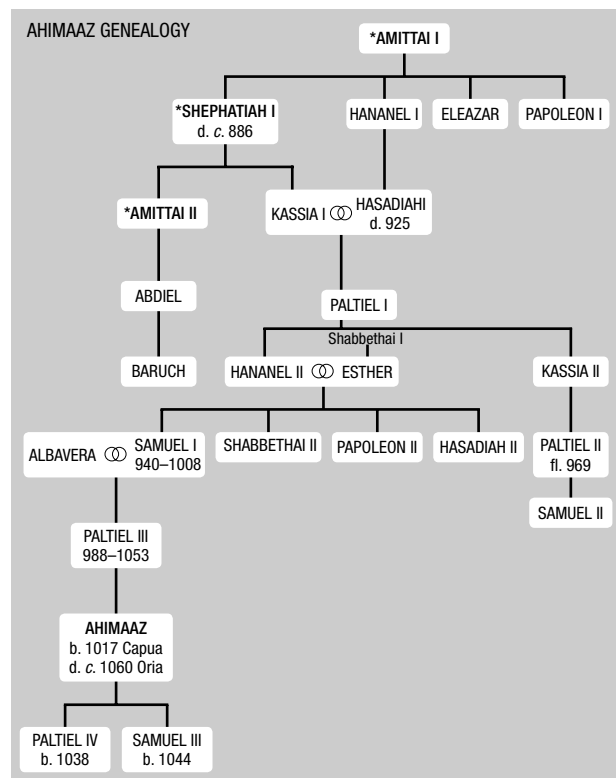 AHIMAAZ GENEALOGY
*AMITTAI I
*SHEPHATIAH I
d. c. 886
HANANEL I
ELEAZAR
PAPOLEON I
*AMITTAI II
KASSIA I
HASADIAHI
d. 925
ABDIEL
PALTIEL I
Shabbethai I
BARUCH
HANANEL II
ESTHER
KASSIA II
ALBAVERA
SAMUEL I
940–1008
SHABBETHAI II
PAPOLEON II
HASADIAH II
PALTIEL II
fl. 969
SAMUEL II
PALTIEL III
988–1053
AHIMAAZ
b. 1017 Capua
d. c. 1060 Oria
PALTIEL IV
b. 1038
SAMUEL III
b. 1044